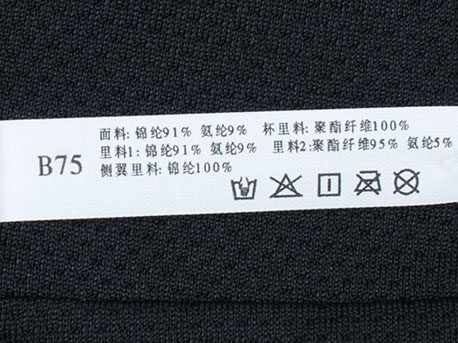 B75
面料: 锦纶91% 氨纶9% 杯里料: 聚酯纤维100%
里料1: 锦纶91% 氨纶9% 里料2:聚酯纤维95% 氨纶5%
侧翼里料: 锦纶100%